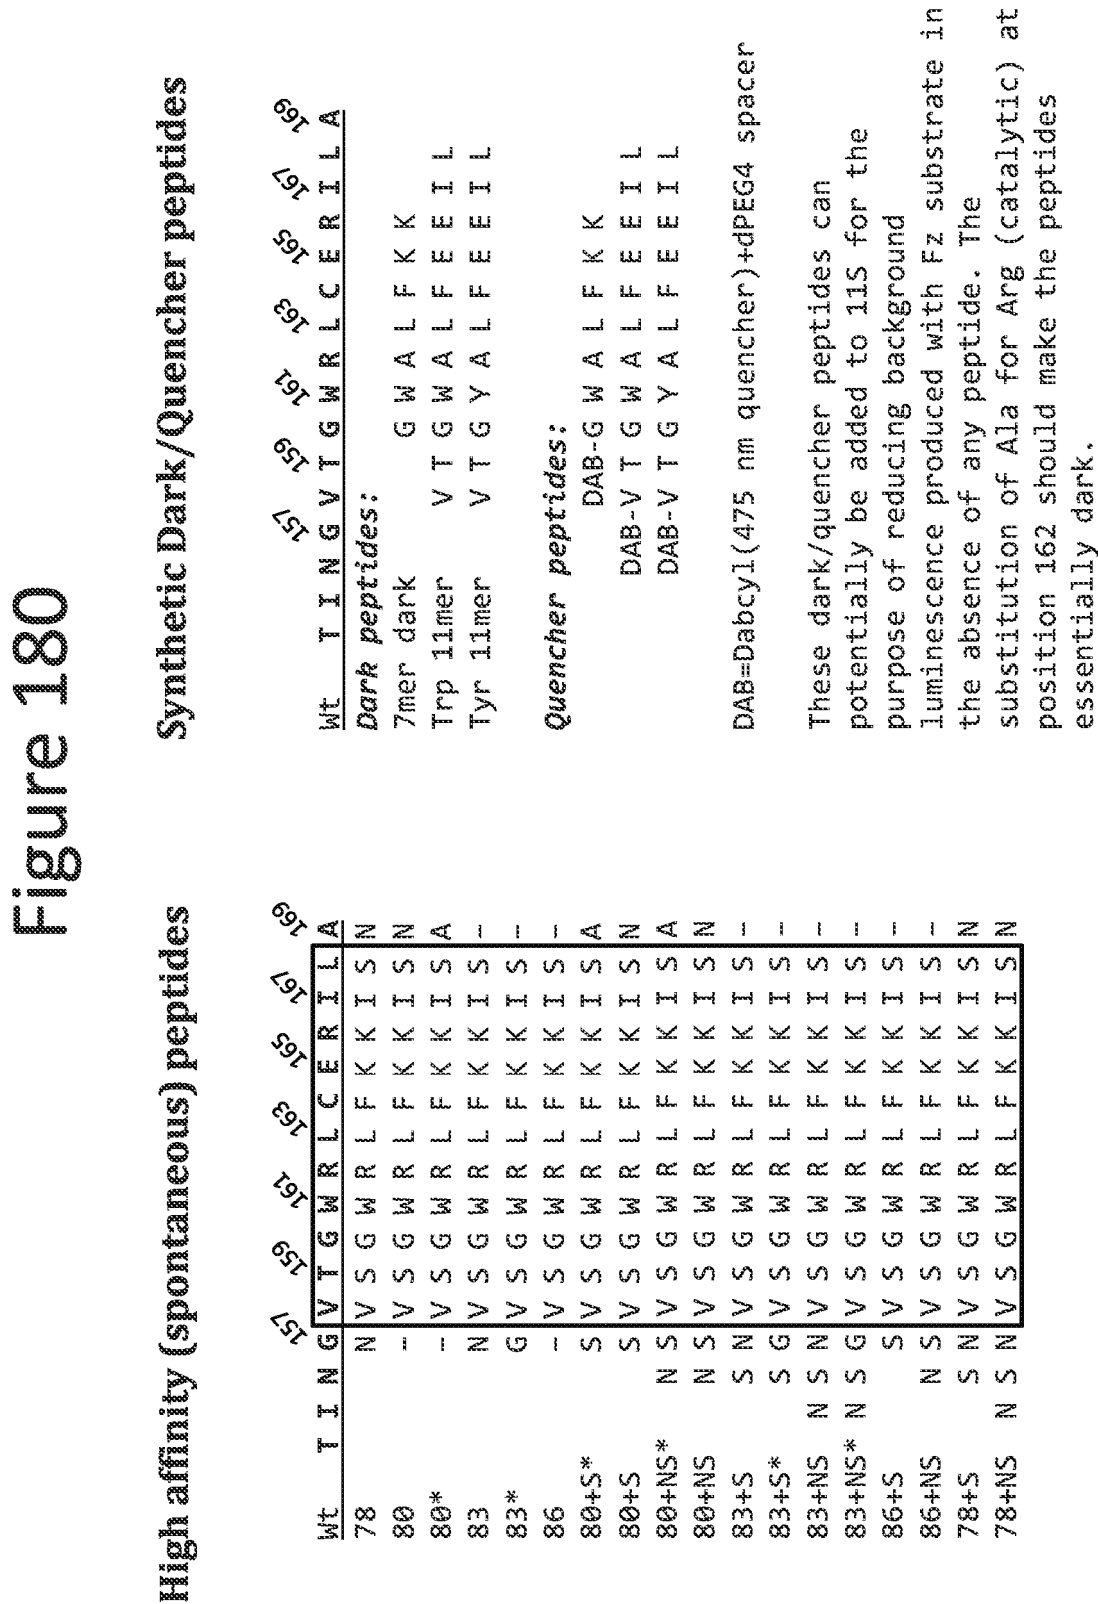 Figure 180
High affinity (spontaneous) peptides
157 159 161 163 165 167 169
Wt T I N G V T G W R L C E R I L A
78 N V S G W R L F K K I S N
80 - V S G W R L F K K I S N
80* - V S G W R L F K K I S A
83 N V S G W R L F K K I S -
83* G V S G W R L F K K I S -
86 - V S G W R L F K K I S -
80+S* S V S G W R L F K K I S A
80+S S V S G W R L F K K I S N
80+NS* N S V S G W R L F K K I S A
80+NS N S V S G W R L F K K I S N
83+S S N V S G W R L F K K I S -
83+S* S G V S G W R L F K K I S -
83+NS N S N V S G W R L F K K I S -
83+NS* N S G V S G W R L F K K I S -
86+S S V S G W R L F K K I S -
86+NS N S V S G W R L F K K I S -
78+S S N V S G W R L F K K I S N
78+NS N S N V S G W R L F K K I S N
Synthetic Dark/Quencher peptides
157 159 161 163 165 167 169
Wt T I N G V T G W R L C E R I L A
Dark peptides:
7mer dark G W A L F K K
Trp 11mer V T G W A L F E E I L
Tyr 11mer V T G Y A L F E E I L
Quencher peptides:
DAB-G W A L F K K
DAB-V T G W A L F E E I L
DAB-V T G Y A L F E E I L
DAB=Dabcyl(475 nm quencher)+dPEG4 spacer
These dark/quencher peptides can
potentially be added to 11S for the
purpose of reducing background
luminescence produced with Fz substrate in
the absence of any peptide. The
substitution of Ala for Arg (catalytic) at
position 162 should make the peptides
essentially dark.